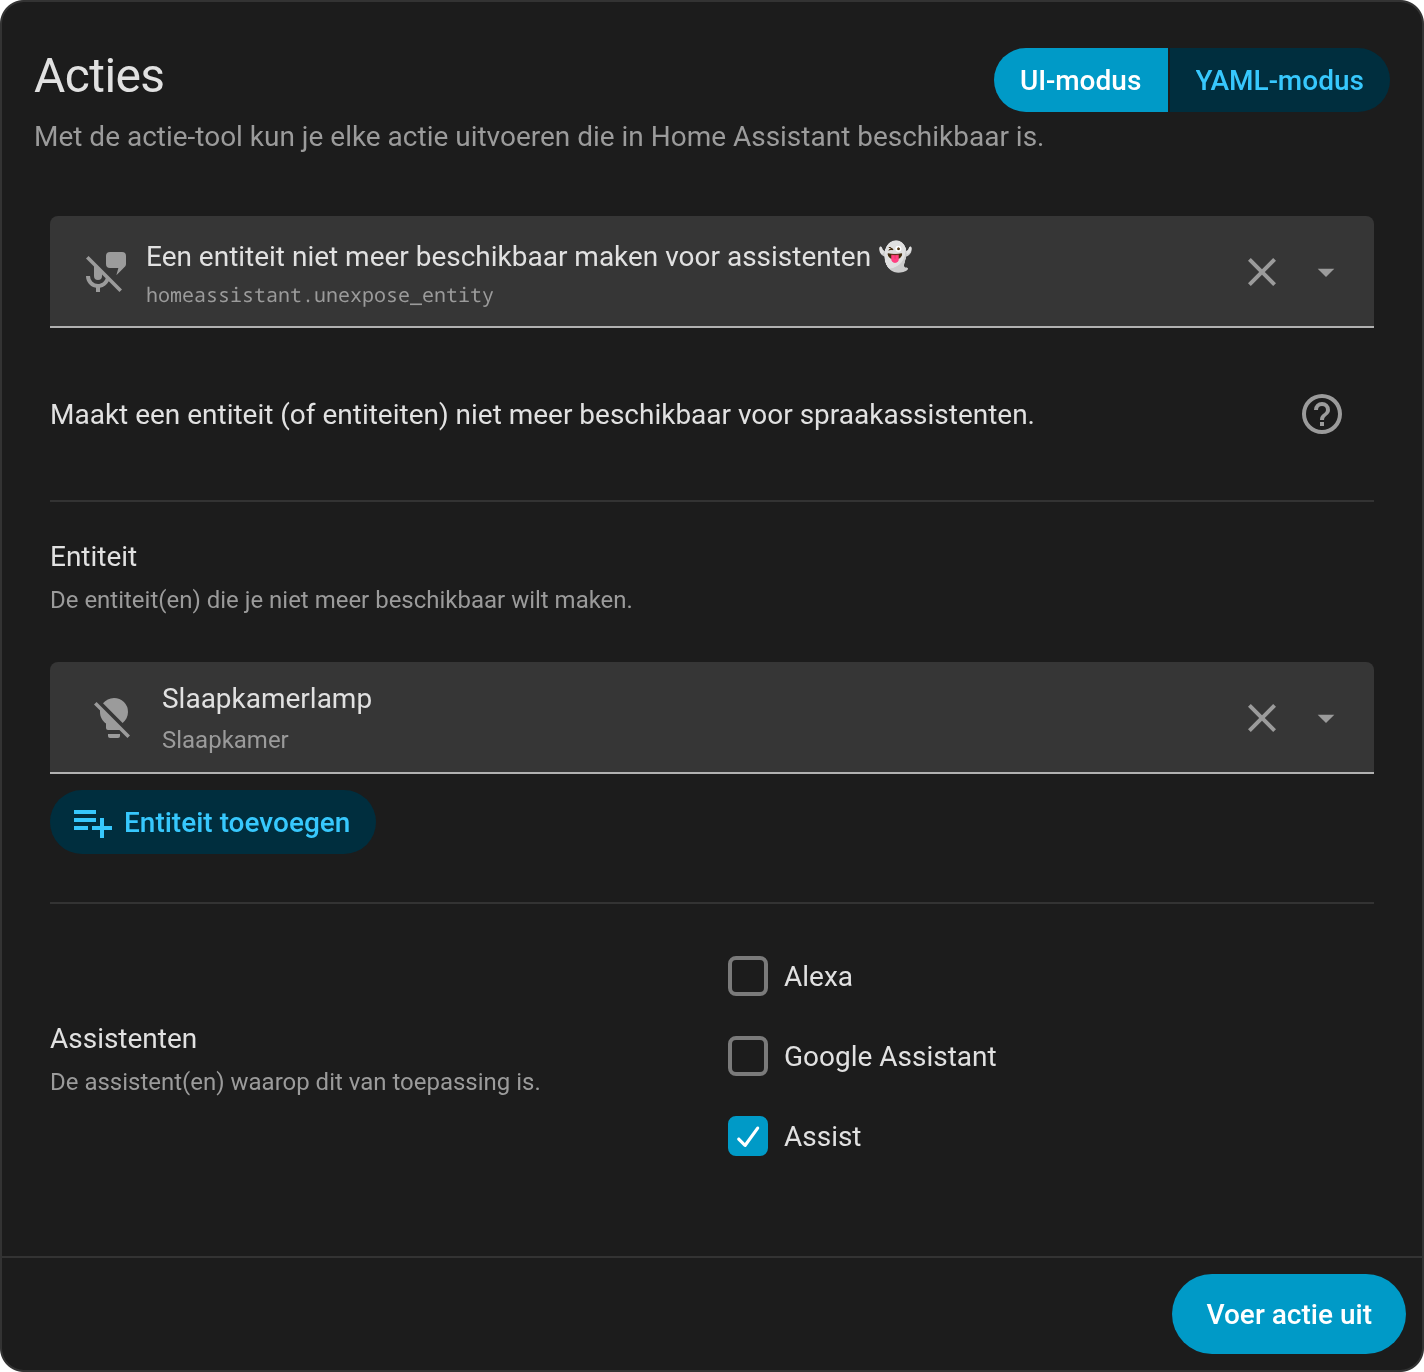 Acties
UI-modus
YAML-modus
Met de actie-tool kun je elke actie uitvoeren die in Home Assistant beschikbaar is.
Een entiteit niet meer beschikbaar maken voor assistenten 👻
homeassistant.unexpose_entity
Maakt een entiteit (of entiteiten) niet meer beschikbaar voor spraakassistenten.
Entiteit
De entiteit(en) die je niet meer beschikbaar wilt maken.
Slaapkamerlamp
Slaapkamer
Entiteit toevoegen
Assistenten
De assistent(en) waarop dit van toepassing is.
Alexa
Google Assistant
Assist
Voer actie uit